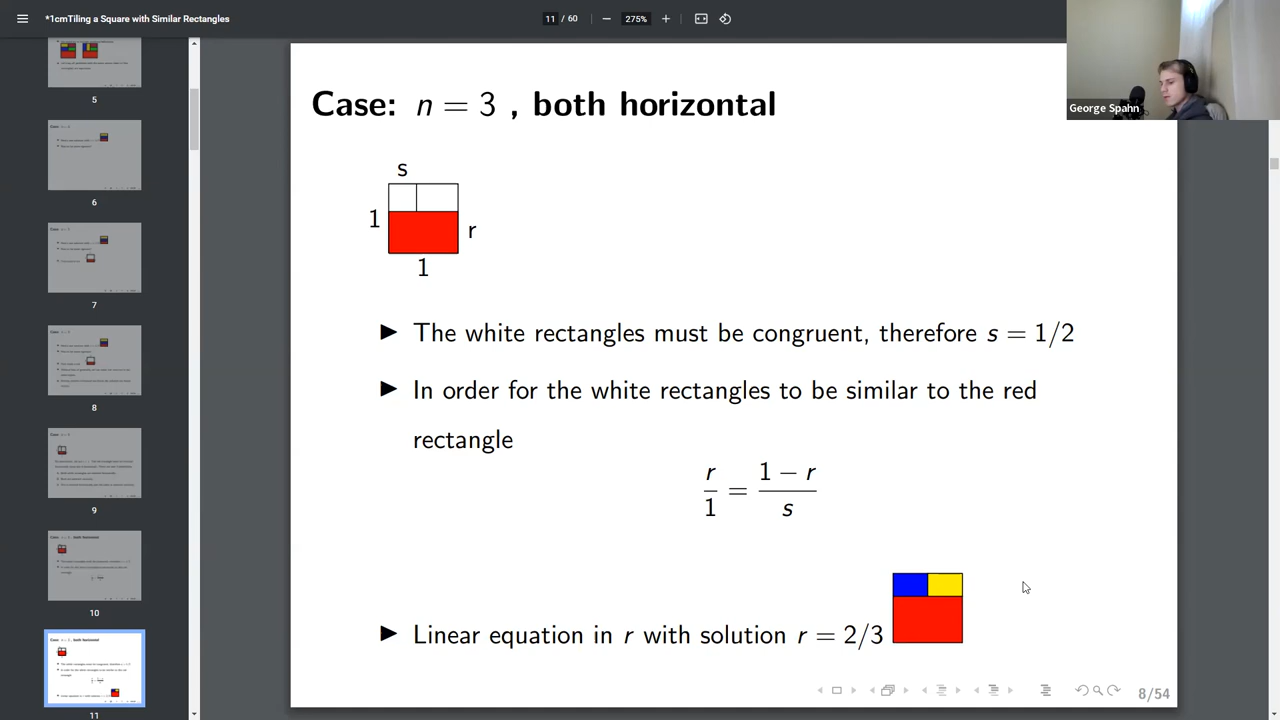 *1cmTiling a Square with Similar Rectangles
11 / 60
275%
George Spahn
5
6
7
8
9
10
11
Case: n = 3 , both horizontal
s
1
r
1
▶ The white rectangles must be congruent, therefore s = 1/2
▶ In order for the white rectangles to be similar to the red
rectangle
r/1 = (1 − r)/s
▶ Linear equation in r with solution r = 2/3
8/54